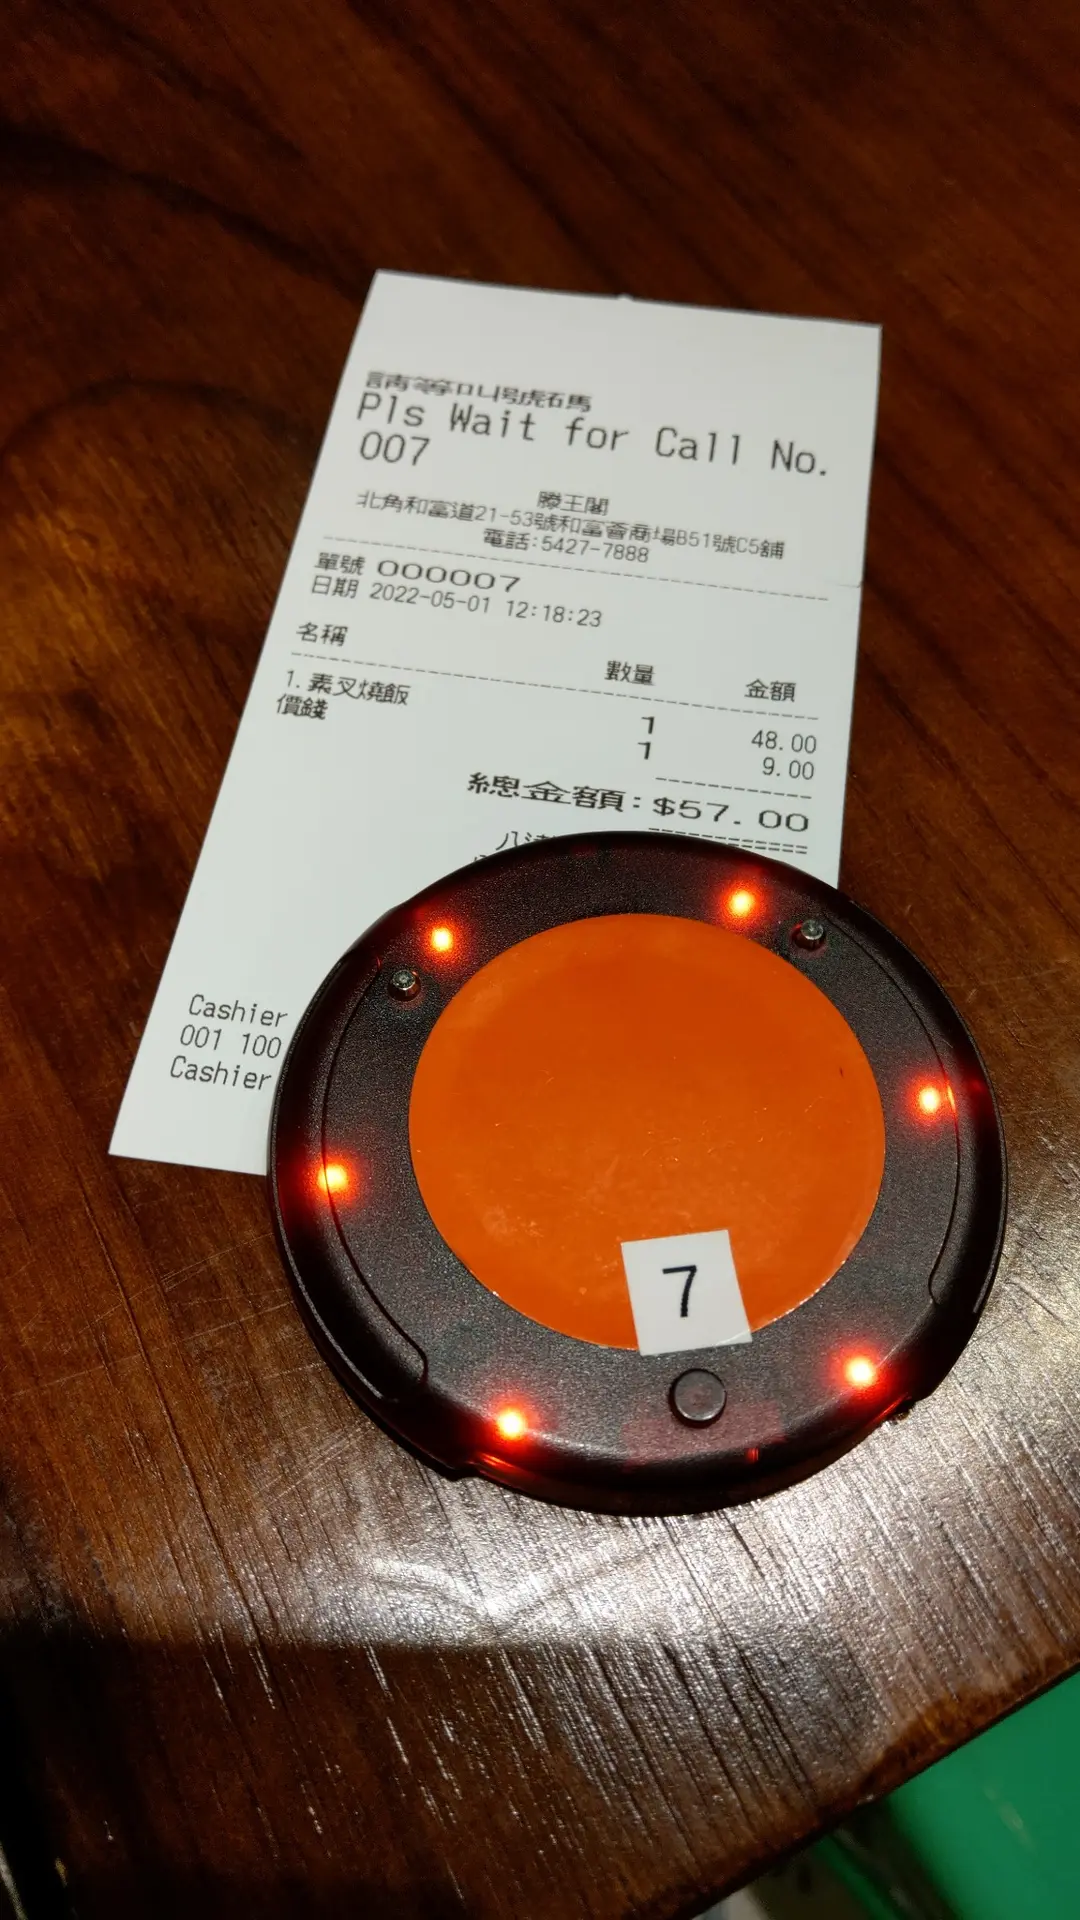 請等叫號碼
Pls Wait for Call No.
007
滕王閣
北角和富道21-53號和富薈商場B51號C5舖
電話:5427-7888
單號 000007
日期 2022-05-01 12:18:23
名稱 數量 金額
1. 素叉燒飯 1 48.00
價錢 1 9.00
總金額:$57.00
八
Cashier
001 100
Cashier
7